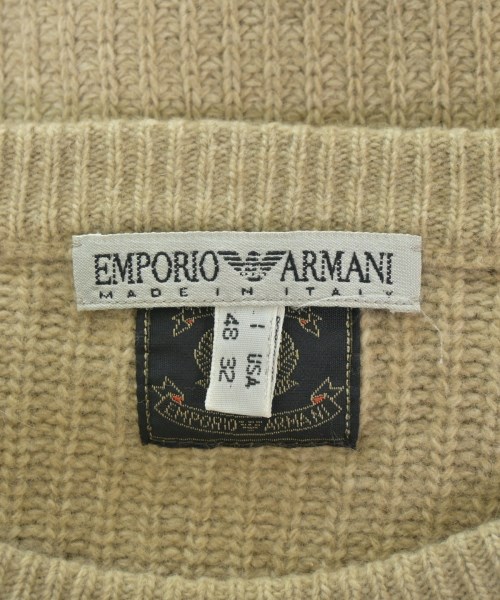 EMPORIO ARMANI
MADE IN ITALY
I USA
48 32
EMPORIO ARMANI